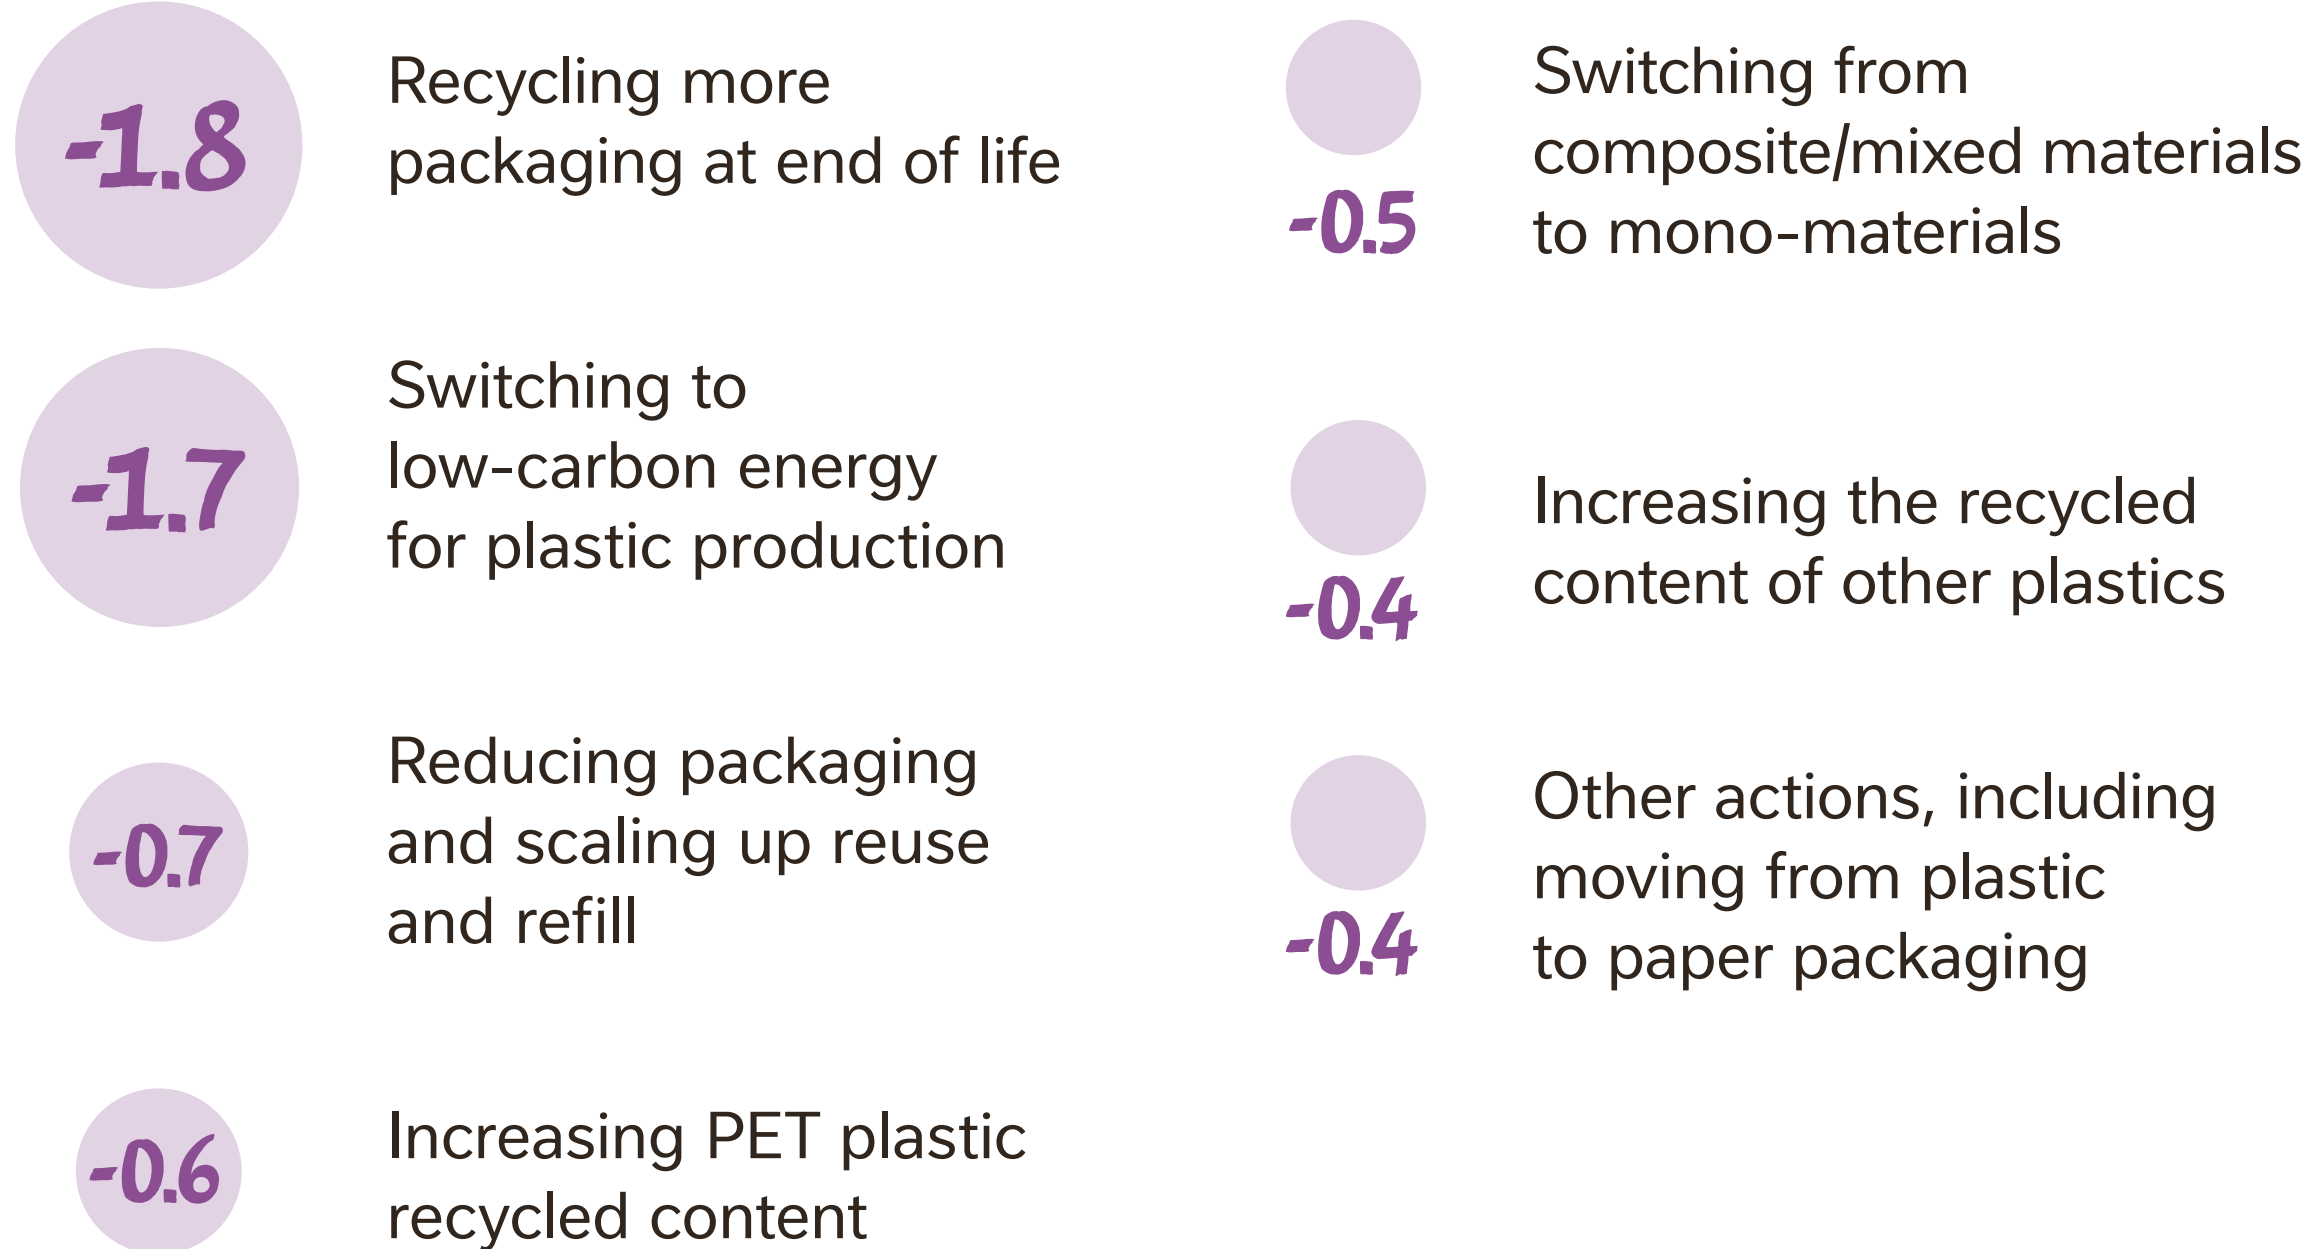 -1.8
Recycling more
packaging at end of life
-1.7
Switching to
low-carbon energy
for plastic production
-0.7
Reducing packaging
and scaling up reuse
and refill
-0.6
Increasing PET plastic
recycled content
-0.5
Switching from
composite/mixed materials
to mono-materials
-0.4
Increasing the recycled
content of other plastics
-0.4
Other actions, including
moving from plastic
to paper packaging